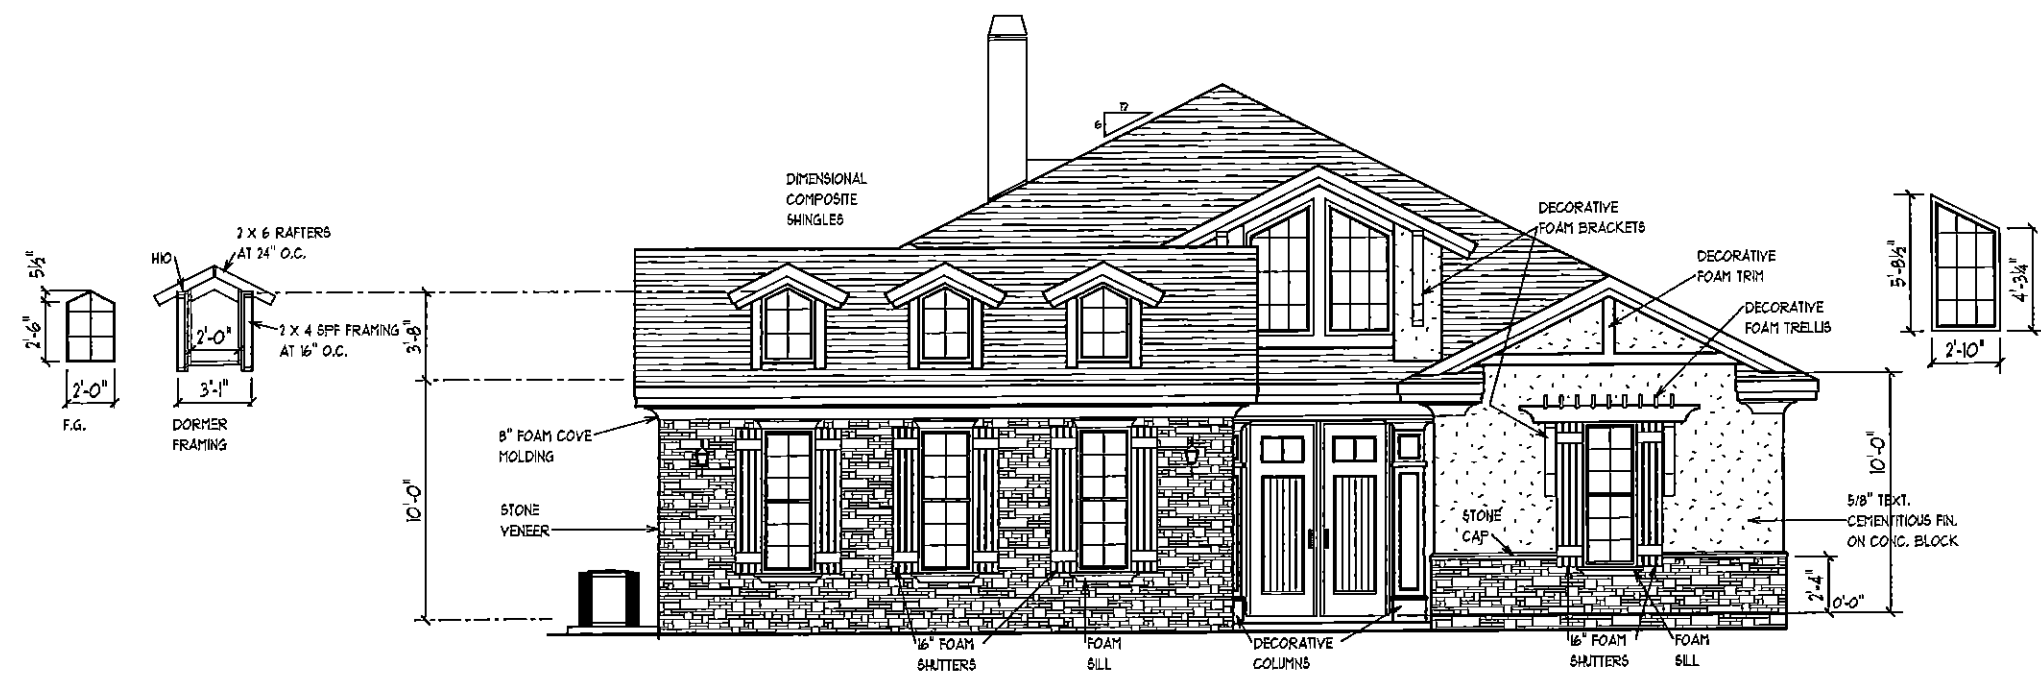 12
6
DIMENSIONAL
COMPOSITE
SHINGLES
DECORATIVE
FOAM BRACKETS
DECORATIVE
FOAM TRIM
DECORATIVE
FOAM TRELLIS
5'-8½"
4'-3¼"
2'-10"
5½"
2'-6"
2'-0"
F.G.
H10
2 X 6 RAFTERS
AT 24" O.C.
2'-0"
2 X 4 SPF FRAMING
AT 16" O.C.
3'-1"
DORMER
FRAMING
3'-8"
10'-0"
8" FOAM COVE
MOLDING
STONE
VENEER
STONE
CAP
10'-0"
5/8" TEXT.
CEMENTITIOUS FIN.
ON CONC. BLOCK
2'-4"
0'-0"
16" FOAM
SHUTTERS
FOAM
SILL
DECORATIVE
COLUMNS
16" FOAM
SHUTTERS
FOAM
SILL